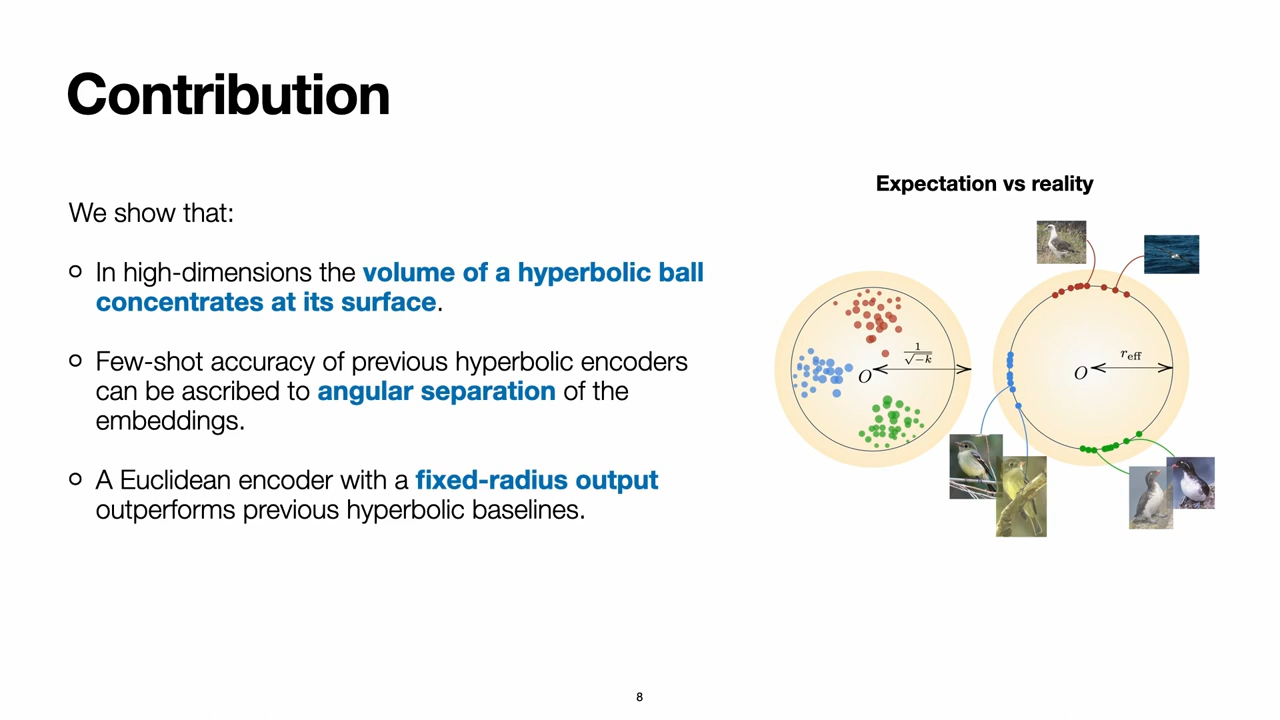 Contribution
We show that:
In high-dimensions the volume of a hyperbolic ball
concentrates at its surface.
Few-shot accuracy of previous hyperbolic encoders
can be ascribed to angular separation of the
embeddings.
A Euclidean encoder with a fixed-radius output
outperforms previous hyperbolic baselines.
Expectation vs reality
O
1/√−k
O
r_eff
8